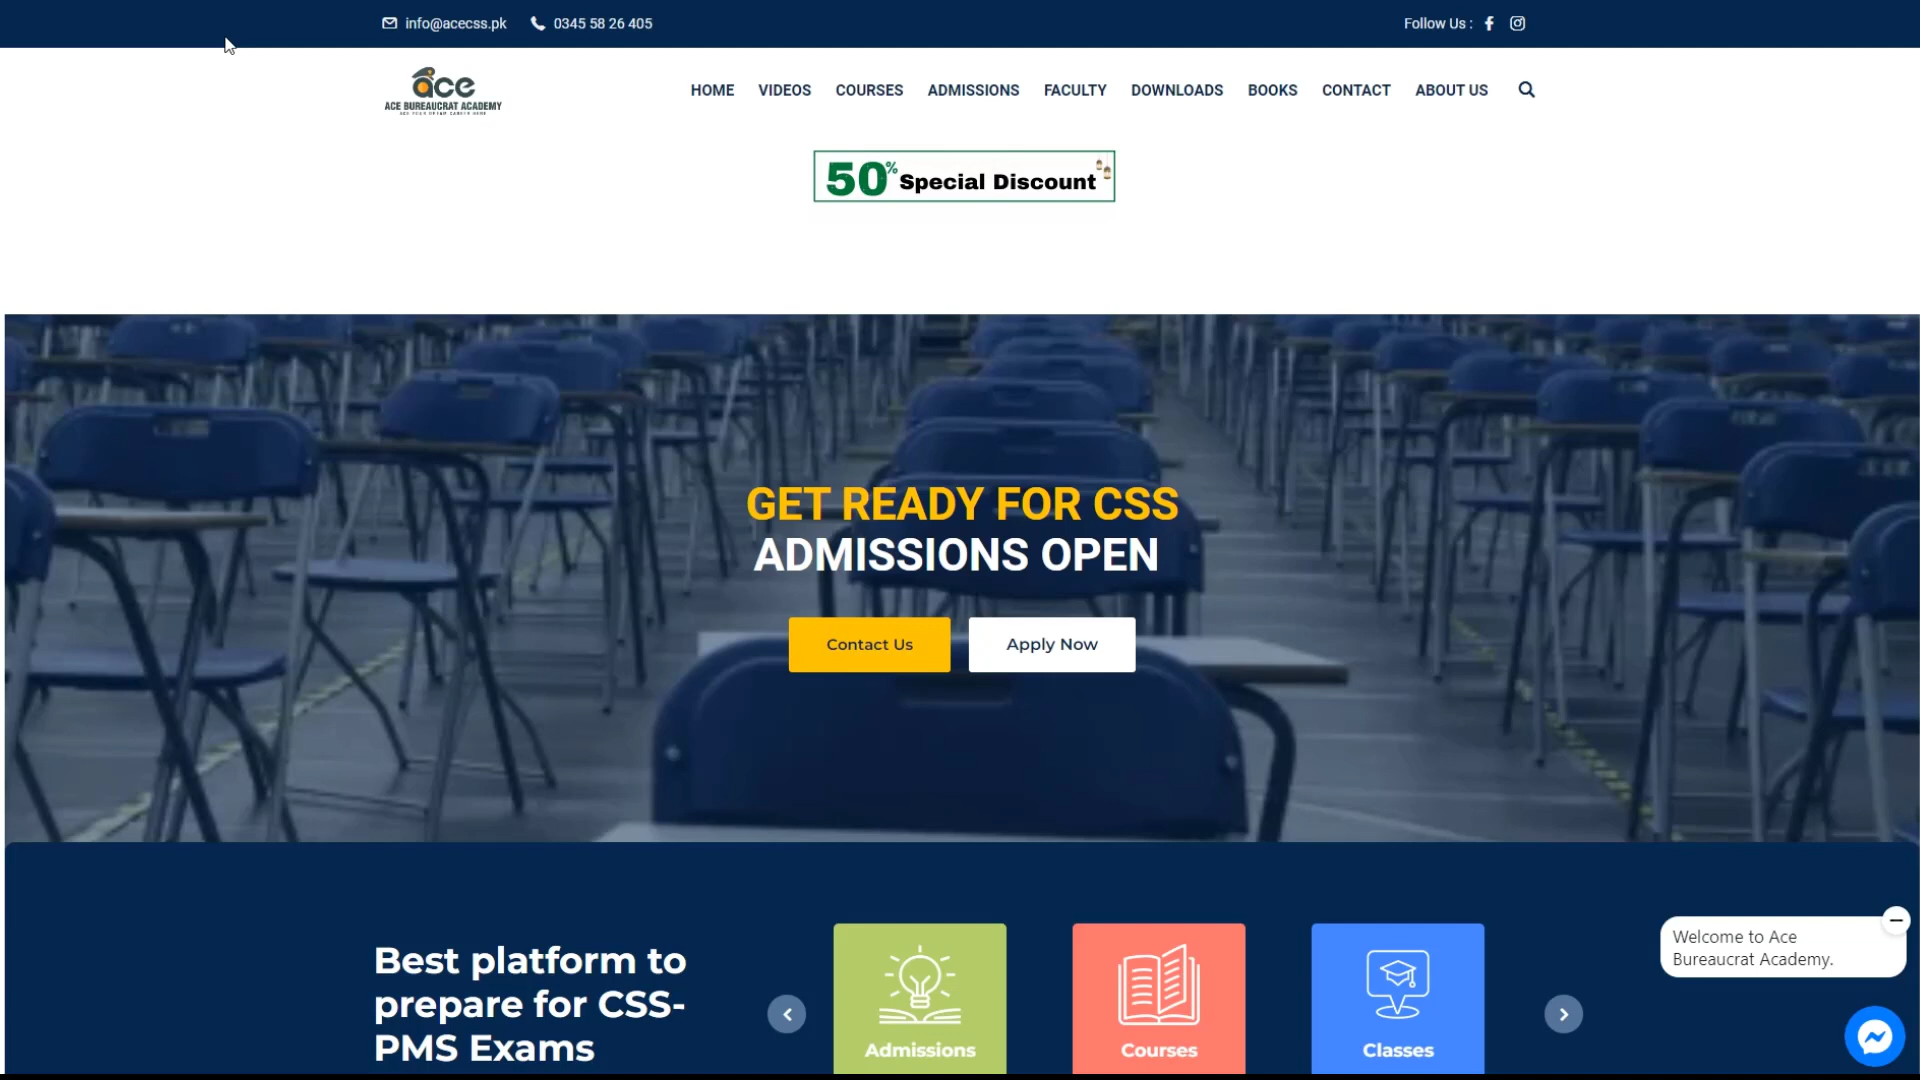 info@acecss.pk 0345 58 26 405 Follow Us :
ace
ACE BUREAUCRAT ACADEMY
HOME VIDEOS COURSES ADMISSIONS FACULTY DOWNLOADS BOOKS CONTACT ABOUT US
50% Special Discount
GET READY FOR CSS
ADMISSIONS OPEN
Contact Us Apply Now
Best platform to
prepare for CSS-
PMS Exams
Admissions Courses Classes
Welcome to Ace
Bureaucrat Academy.